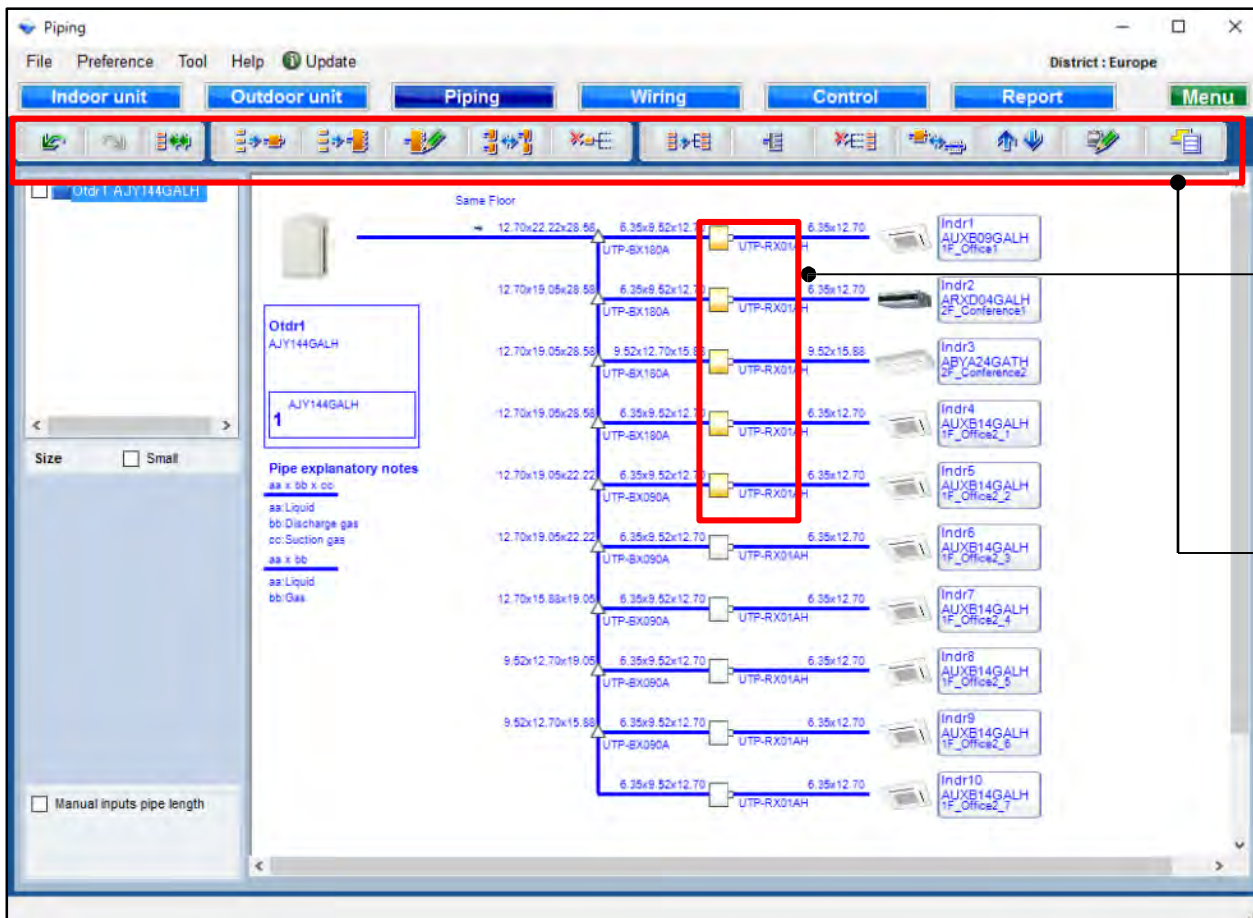 Piping
File Preference Tool Help Update District : Europe
Indoor unit Outdoor unit Piping Wiring Control Report Menu
Otdr1 AJY144GALH
Size Small
Manual inputs pipe length
Same Floor
Otdr1
AJY144GALH
AJY144GALH
1
Pipe explanatory notes
aa x bb x cc
aa:Liquid
bb:Discharge gas
cc:Suction gas
aa x bb
aa:Liquid
bb:Gas
12.70x22.22x28.58 6.35x9.52x12.70 6.35x12.70
UTP-BX180A UTP-RX01AH
Indr1
AUXB09GALH
1F_Office1
12.70x19.05x28.58 6.35x9.52x12.70 6.35x12.70
UTP-BX180A UTP-RX01AH
Indr2
ARXD04GALH
2F_Conference1
12.70x19.05x28.58 9.52x12.70x15.88 9.52x15.88
UTP-BX180A UTP-RX01AH
Indr3
ABYA24GATH
2F_Conference2
12.70x19.05x28.58 6.35x9.52x12.70 6.35x12.70
UTP-BX180A UTP-RX01AH
Indr4
AUXB14GALH
1F_Office2_1
12.70x19.05x22.22 6.35x9.52x12.70 6.35x12.70
UTP-BX090A UTP-RX01AH
Indr5
AUXB14GALH
1F_Office2_2
12.70x19.05x22.22 6.35x9.52x12.70 6.35x12.70
UTP-BX090A UTP-RX01AH
Indr6
AUXB14GALH
1F_Office2_3
12.70x15.88x19.05 6.35x9.52x12.70 6.35x12.70
UTP-BX090A UTP-RX01AH
Indr7
AUXB14GALH
1F_Office2_4
9.52x12.70x19.05 6.35x9.52x12.70 6.35x12.70
UTP-BX090A UTP-RX01AH
Indr8
AUXB14GALH
1F_Office2_5
9.52x12.70x15.88 6.35x9.52x12.70 6.35x12.70
UTP-BX090A UTP-RX01AH
Indr9
AUXB14GALH
1F_Office2_6
6.35x9.52x12.70 6.35x12.70
UTP-RX01AH
Indr10
AUXB14GALH
1F_Office2_7